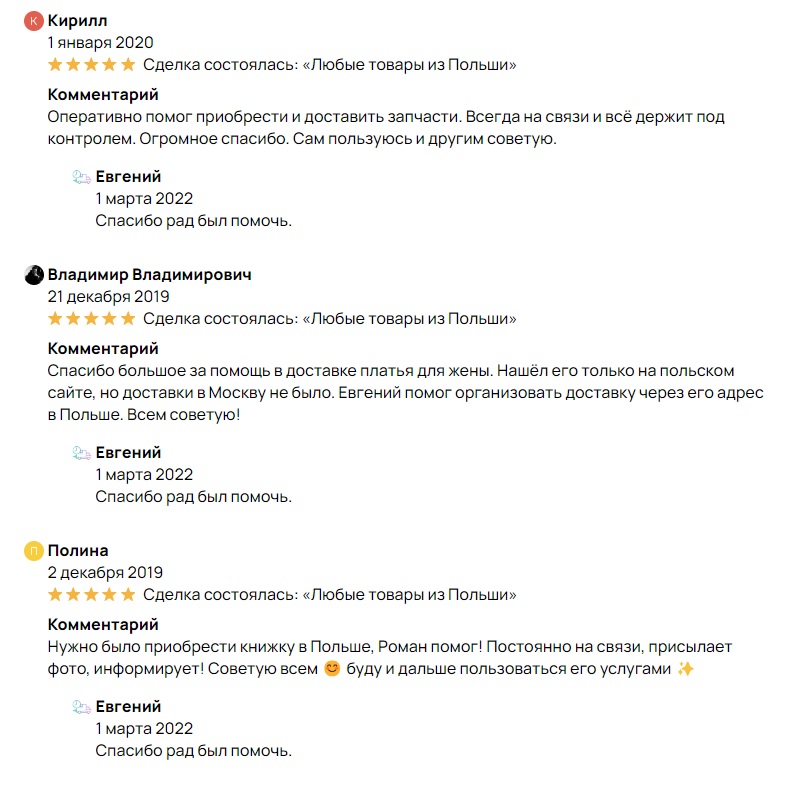 К Кирилл
1 января 2020
Сделка состоялась: «Любые товары из Польши»
Комментарий
Оперативно помог приобрести и доставить запчасти. Всегда на связи и всё держит под
контролем. Огромное спасибо. Сам пользуюсь и другим советую.
Евгений
1 марта 2022
Спасибо рад был помочь.
Владимир Владимирович
21 декабря 2019
Сделка состоялась: «Любые товары из Польши»
Комментарий
Спасибо большое за помощь в доставке платья для жены. Нашёл его только на польском
сайте, но доставки в Москву не было. Евгений помог организовать доставку через его адрес
в Польше. Всем советую!
Евгений
1 марта 2022
Спасибо рад был помочь.
П Полина
2 декабря 2019
Сделка состоялась: «Любые товары из Польши»
Комментарий
Нужно было приобрести книжку в Польше, Роман помог! Постоянно на связи, присылает
фото, информирует! Советую всем 😊 буду и дальше пользоваться его услугами ✨
Евгений
1 марта 2022
Спасибо рад был помочь.